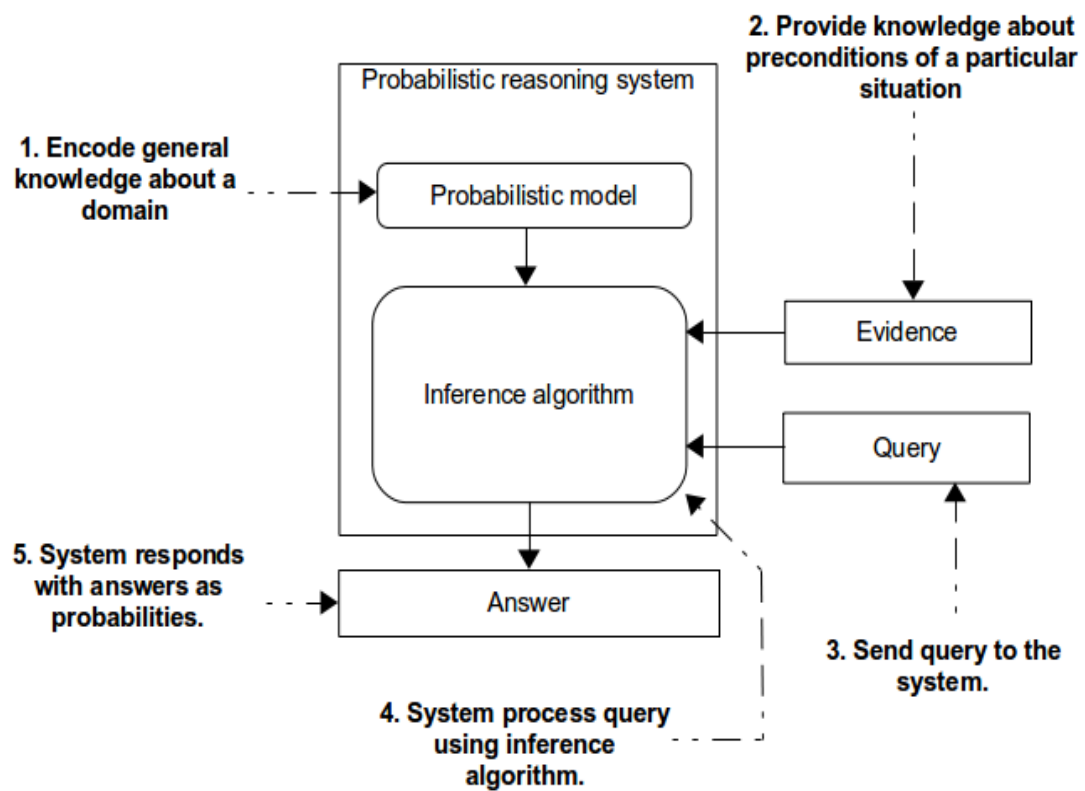 2. Provide knowledge about
preconditions of a particular
situation
Probabilistic reasoning system
1. Encode general
knowledge about a
domain
Probabilistic model
Evidence
Inference algorithm
Query
5. System responds
with answers as
probabilities.
Answer
3. Send query to the
system.
4. System process query
using inference
algorithm.